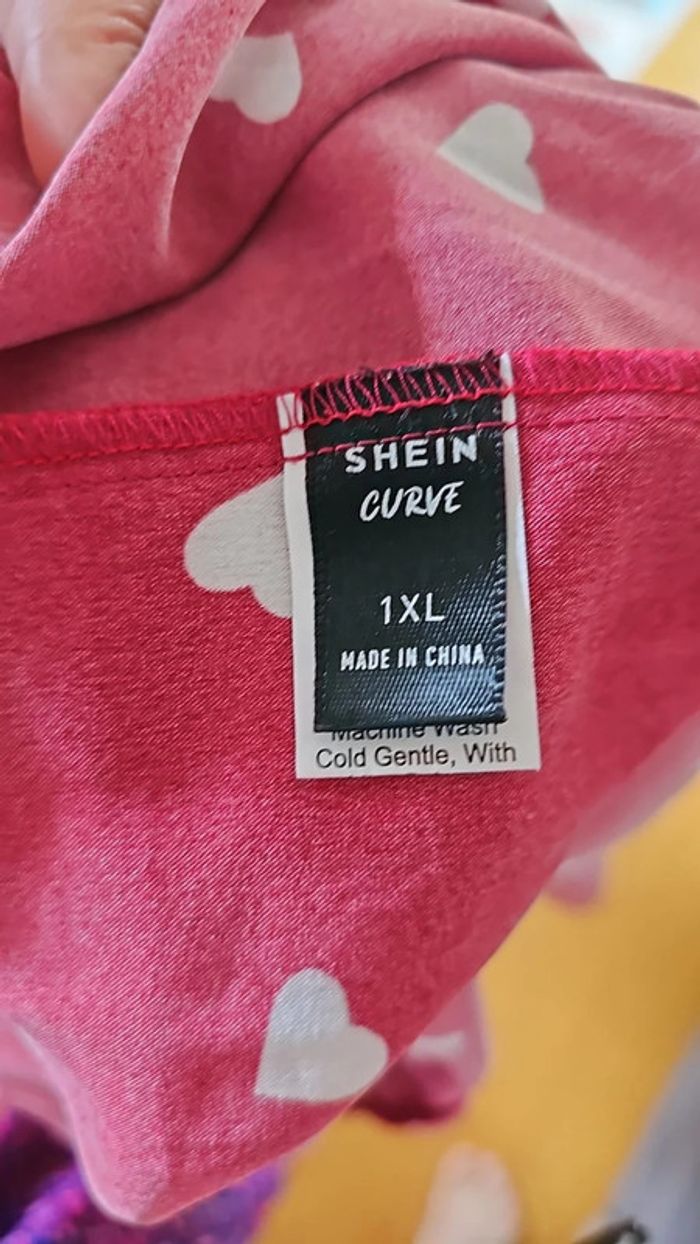 SHEIN
CURVE
1XL
MADE IN CHINA
Machine Wash
Cold Gentle, With